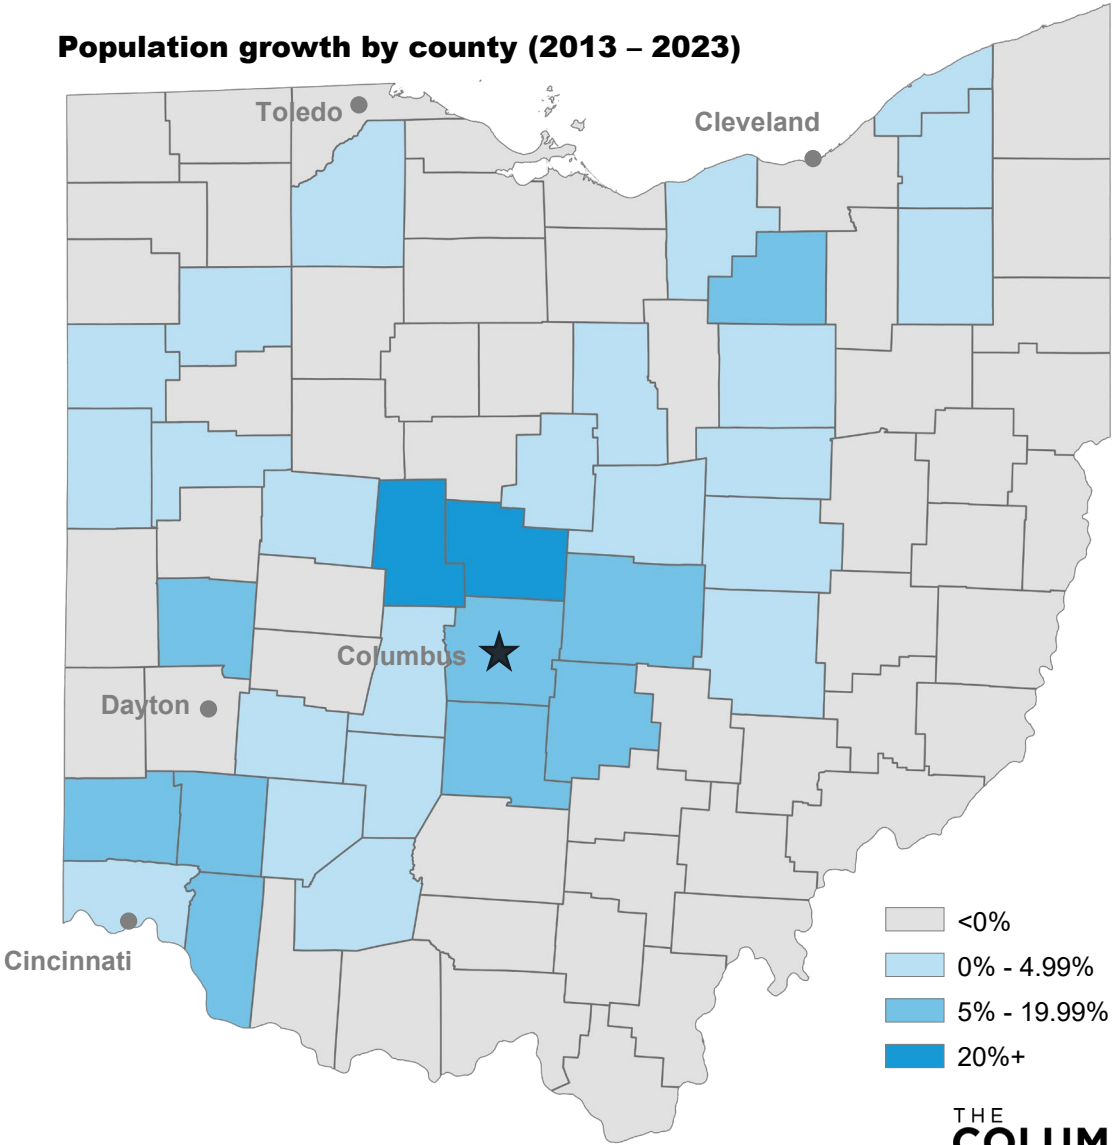 Population growth by county (2013 – 2023)
Toledo
Cleveland
Columbus
Dayton
Cincinnati
<0%
0% - 4.99%
5% - 19.99%
20%+
THE